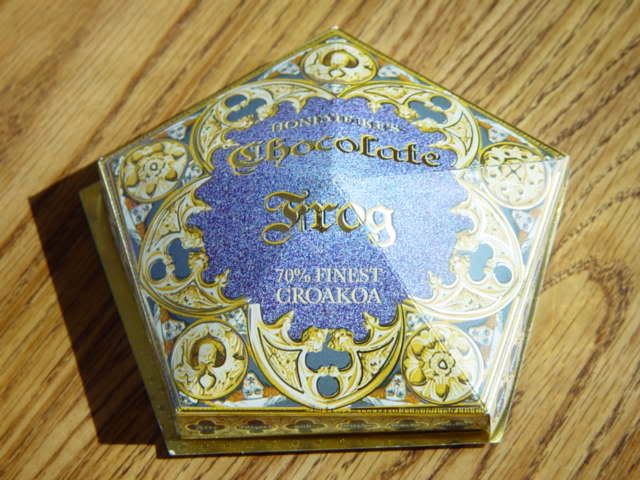 HONEYDUKES
Chocolate
Frog
70% FINEST
CROAKOA